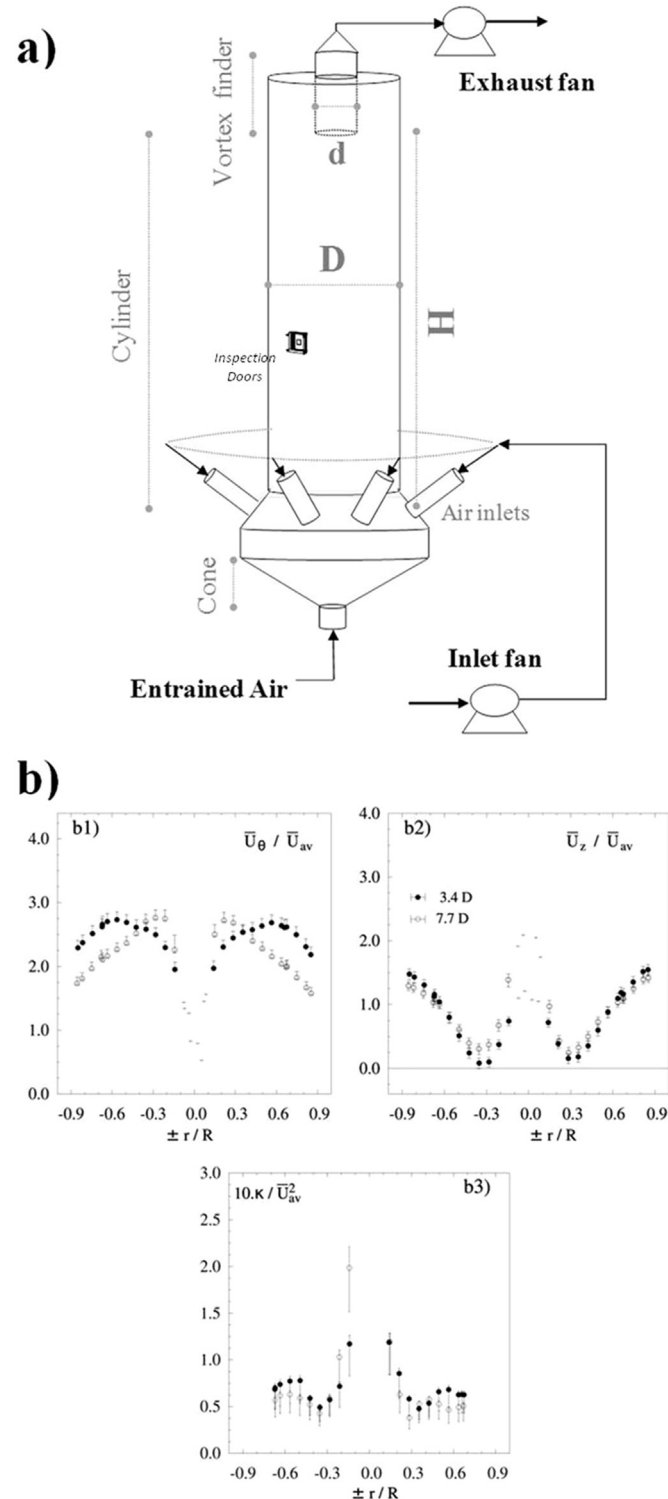 a)
Exhaust fan
Vortex finder
d
Cylinder
D
H
Inspection
Doors
Air inlets
Cone
Entrained Air
Inlet fan
b)
b1)
U̅θ / U̅av
4.0
3.0
2.0
1.0
0.0
-0.9 -0.6 -0.3 0.0 0.3 0.6 0.9
± r / R
b2)
U̅z / U̅av
4.0
3.0
2.0
1.0
0.0
3.4 D
7.7 D
-0.9 -0.6 -0.3 0.0 0.3 0.6 0.9
± r / R
b3)
10.κ / U̅²av
3.0
2.5
2.0
1.5
1.0
0.5
0.0
-0.9 -0.6 -0.3 0.0 0.3 0.6 0.9
± r / R